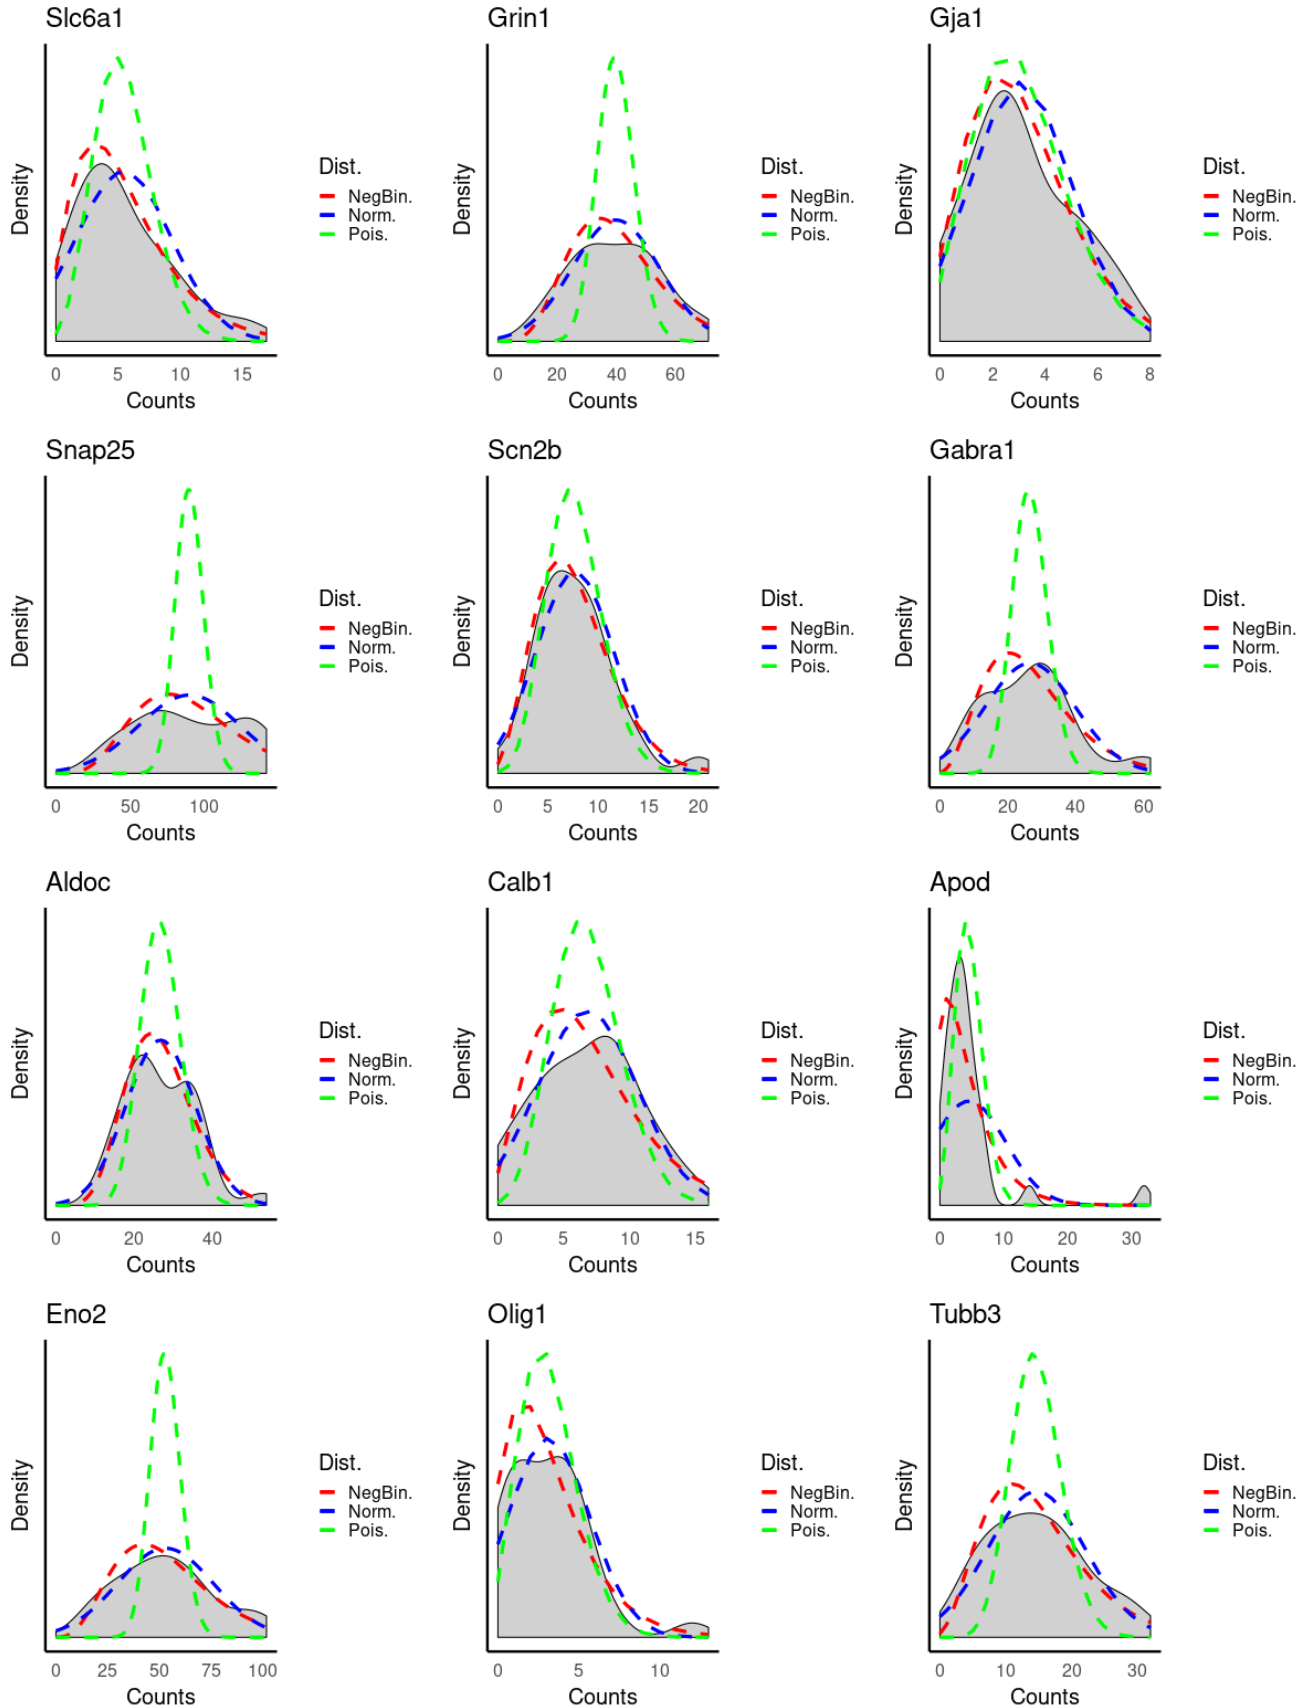 Slc6a1
Density
Dist.
NegBin.
Norm.
Pois.
0 5 10 15
Counts
Grin1
Density
Dist.
NegBin.
Norm.
Pois.
0 20 40 60
Counts
Gja1
Density
Dist.
NegBin.
Norm.
Pois.
0 2 4 6 8
Counts
Snap25
Density
Dist.
NegBin.
Norm.
Pois.
0 50 100
Counts
Scn2b
Density
Dist.
NegBin.
Norm.
Pois.
0 5 10 15 20
Counts
Gabra1
Density
Dist.
NegBin.
Norm.
Pois.
0 20 40 60
Counts
Aldoc
Density
Dist.
NegBin.
Norm.
Pois.
0 20 40
Counts
Calb1
Density
Dist.
NegBin.
Norm.
Pois.
0 5 10 15
Counts
Apod
Density
Dist.
NegBin.
Norm.
Pois.
0 10 20 30
Counts
Eno2
Density
Dist.
NegBin.
Norm.
Pois.
0 25 50 75 100
Counts
Olig1
Density
Dist.
NegBin.
Norm.
Pois.
0 5 10
Counts
Tubb3
Density
Dist.
NegBin.
Norm.
Pois.
0 10 20 30
Counts